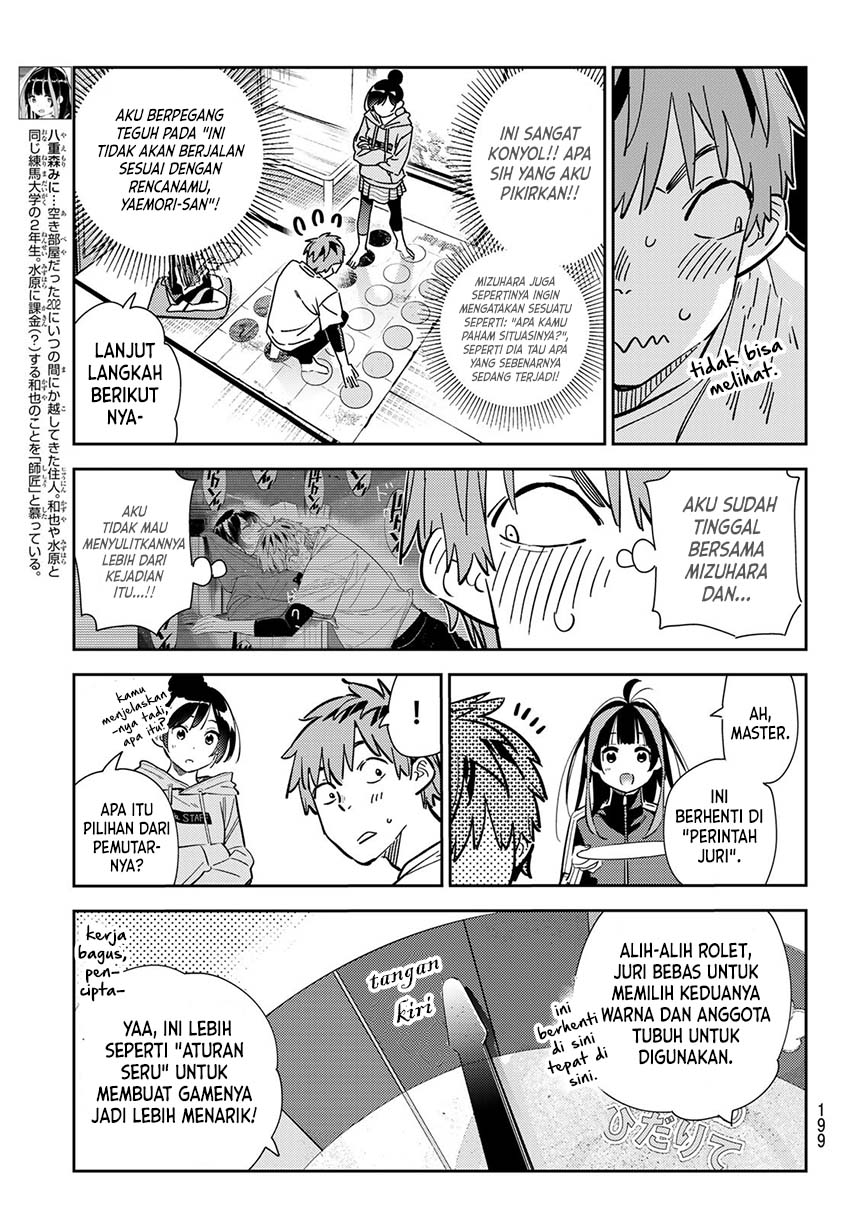 tidak bisa
melihat.
INI SANGAT
KONYOL!! APA
SIH YANG AKU
PIKIRKAN?
MIZUHARA JUGA
SEPERTINYA INGIN
MENGATAKAN SESUATU
SEPERTI: "APA KAMU
PAHAM SITUASINYA?",
SEPERTI DIA TAU APA
YANG SEBENARNYA
SEDANG TERJADI!
AKU BERPEGANG
TEGUH PADA "INI
TIDAK AKAN BERJALAN
SESUAI DENGAN
RENCANAMU,
YAEMORI-SAN"!
LANJUT
LANGKAH
BERIKUT
NYA-
八重森みに…空き部屋だった202にいつの間にか越してきた住人。和也や水原と
同じ練馬大学の2年生。水原に課金(?)する和也のことを「師匠」と慕っている。
AKU SUDAH
TINGGAL
BERSAMA
MIZUHARA
DAN...
AKU
TIDAK MAU
MENYULITKANNYA
LEBIH DARI
KEJADIAN
ITU...!!
AH,
MASTER.
INI
BERHENTI DI
"PERINTAH
JURI".
!
kamu
menjelaskan
-nya tadi,
apa itu?
APA ITU
PILIHAN DARI
PEMUTAR-
NYA?
STAFF
ALIH-ALIH ROLET,
JURI BEBAS UNTUK
MEMILIH KEDUANYA
WARNA DAN ANGGOTA
TUBUH UNTUK
DIGUNAKAN.
ini
berhenti
di sini
tepat di
sini.
tangan
kiri
kerja
bagus,
pen-
cipta-
YAA, INI LEBIH
SEPERTI "ATURAN
SERU" UNTUK
MEMBUAT GAMENYA
JADI LEBIH MENARIK!
ひだりて
199